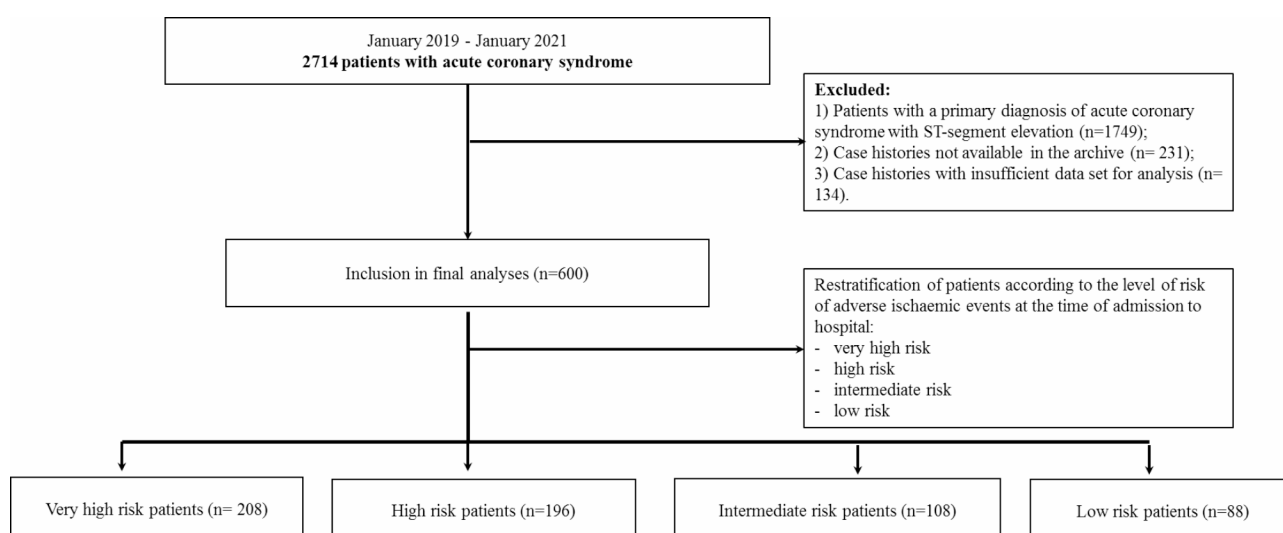 January 2019 - January 2021
2714 patients with acute coronary syndrome
Excluded:
1) Patients with a primary diagnosis of acute coronary
syndrome with ST-segment elevation (n=1749);
2) Case histories not available in the archive (n= 231);
3) Case histories with insufficient data set for analysis (n=
134).
Inclusion in final analyses (n=600)
Restratification of patients according to the level of risk
of adverse ischaemic events at the time of admission to
hospital:
- very high risk
- high risk
- intermediate risk
- low risk
Very high risk patients (n= 208)
High risk patients (n=196)
Intermediate risk patients (n=108)
Low risk patients (n=88)